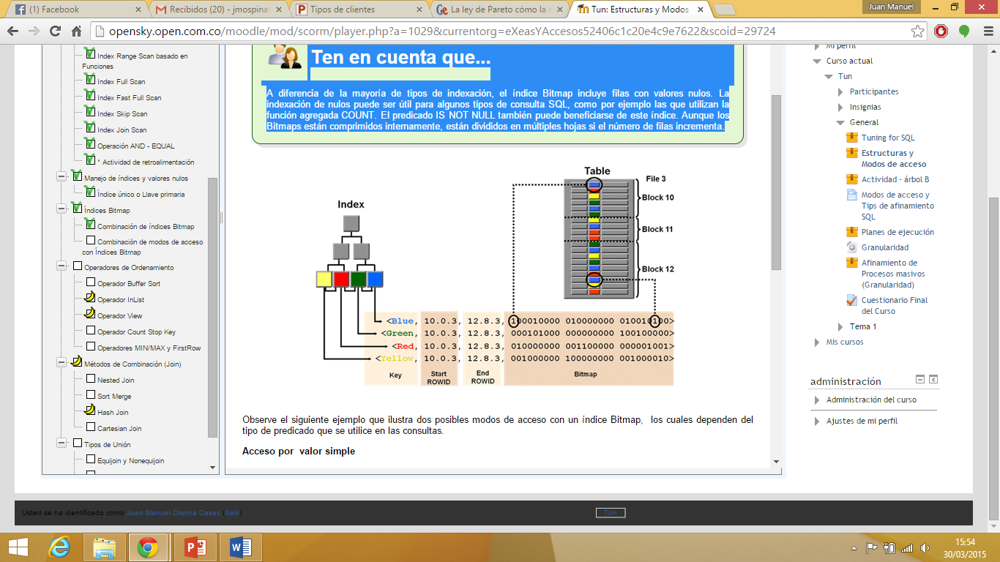 (1) Facebook
Recibidos (20) - jmospina@
Tipos de clientes
La ley de Pareto cómo la r
Tun: Estructuras y Modos
Juan Manuel
opensky.open.com.co/moodle/mod/scorm/player.php?a=1029&currentorg=eXeasYAccesos52406c1c20e4c9e7622&scoid=29724
Index Range Scan basado en
Funciones
Index Full Scan
Index Fast Full Scan
Index Skip Scan
Index Join Scan
Operación AND - EQUAL
* Actividad de retroalimentación
Manejo de índices y valores nulos
Índice único o Llave primaria
Índices Bitmap
Combinación de índices Bitmap
Combinación de modos de acceso
con Índices Bitmap
Operadores de Ordenamiento
Operador Buffer Sort
Operador InList
Operador View
Operador Count Stop Key
Operadores MIN/MAX y FirstRow
Métodos de Combinación (Join)
Nested Join
Sort Merge
Hash Join
Cartesian Join
Tipos de Unión
Equijoin y Nonequijoin
Ten en cuenta que...
A diferencia de la mayoría de tipos de indexación, el índice Bitmap incluye filas con valores nulos. La
indexación de nulos puede ser útil para algunos tipos de consulta SQL, como por ejemplo las que utilizan la
función agregada COUNT. El predicado IS NOT NULL también puede beneficiarse de este índice. Aunque los
Bitmaps están comprimidos internamente, están divididos en múltiples hojas si el número de filas incrementa.
Table
File 3
Block 10
Block 11
Block 12
Index
<Blue, 10.0.3, 12.8.3, 100010000 010000000 010010100>
<Green, 10.0.3, 12.8.3, 000101000 000000000 100100000>
<Red, 10.0.3, 12.8.3, 010000000 001100000 000001001>
<Yellow, 10.0.3, 12.8.3, 001000000 100000000 001000010>
Key
Start
ROWID
End
ROWID
Bitmap
Observe el siguiente ejemplo que ilustra dos posibles modos de acceso con un índice Bitmap, los cuales dependen del
tipo de predicado que se utilice en las consultas.
Acceso por valor simple
Mi perfil
Curso actual
Tun
Participantes
Insignias
General
Tuning for SQL
Estructuras y
Modos de acceso
Actividad - árbol B
Modos de acceso y
Tips de afinamiento
SQL
Planes de ejecución
Granularidad
Afinamiento de
Procesos masivos
(Granularidad)
Cuestionario Final
del Curso
Tema 1
Mis cursos
administración
Administración del curso
Ajustes de mi perfil
Usted se ha identificado como Juan Manuel Ospina Casas (Salir)
Tun
15:54
30/03/2015